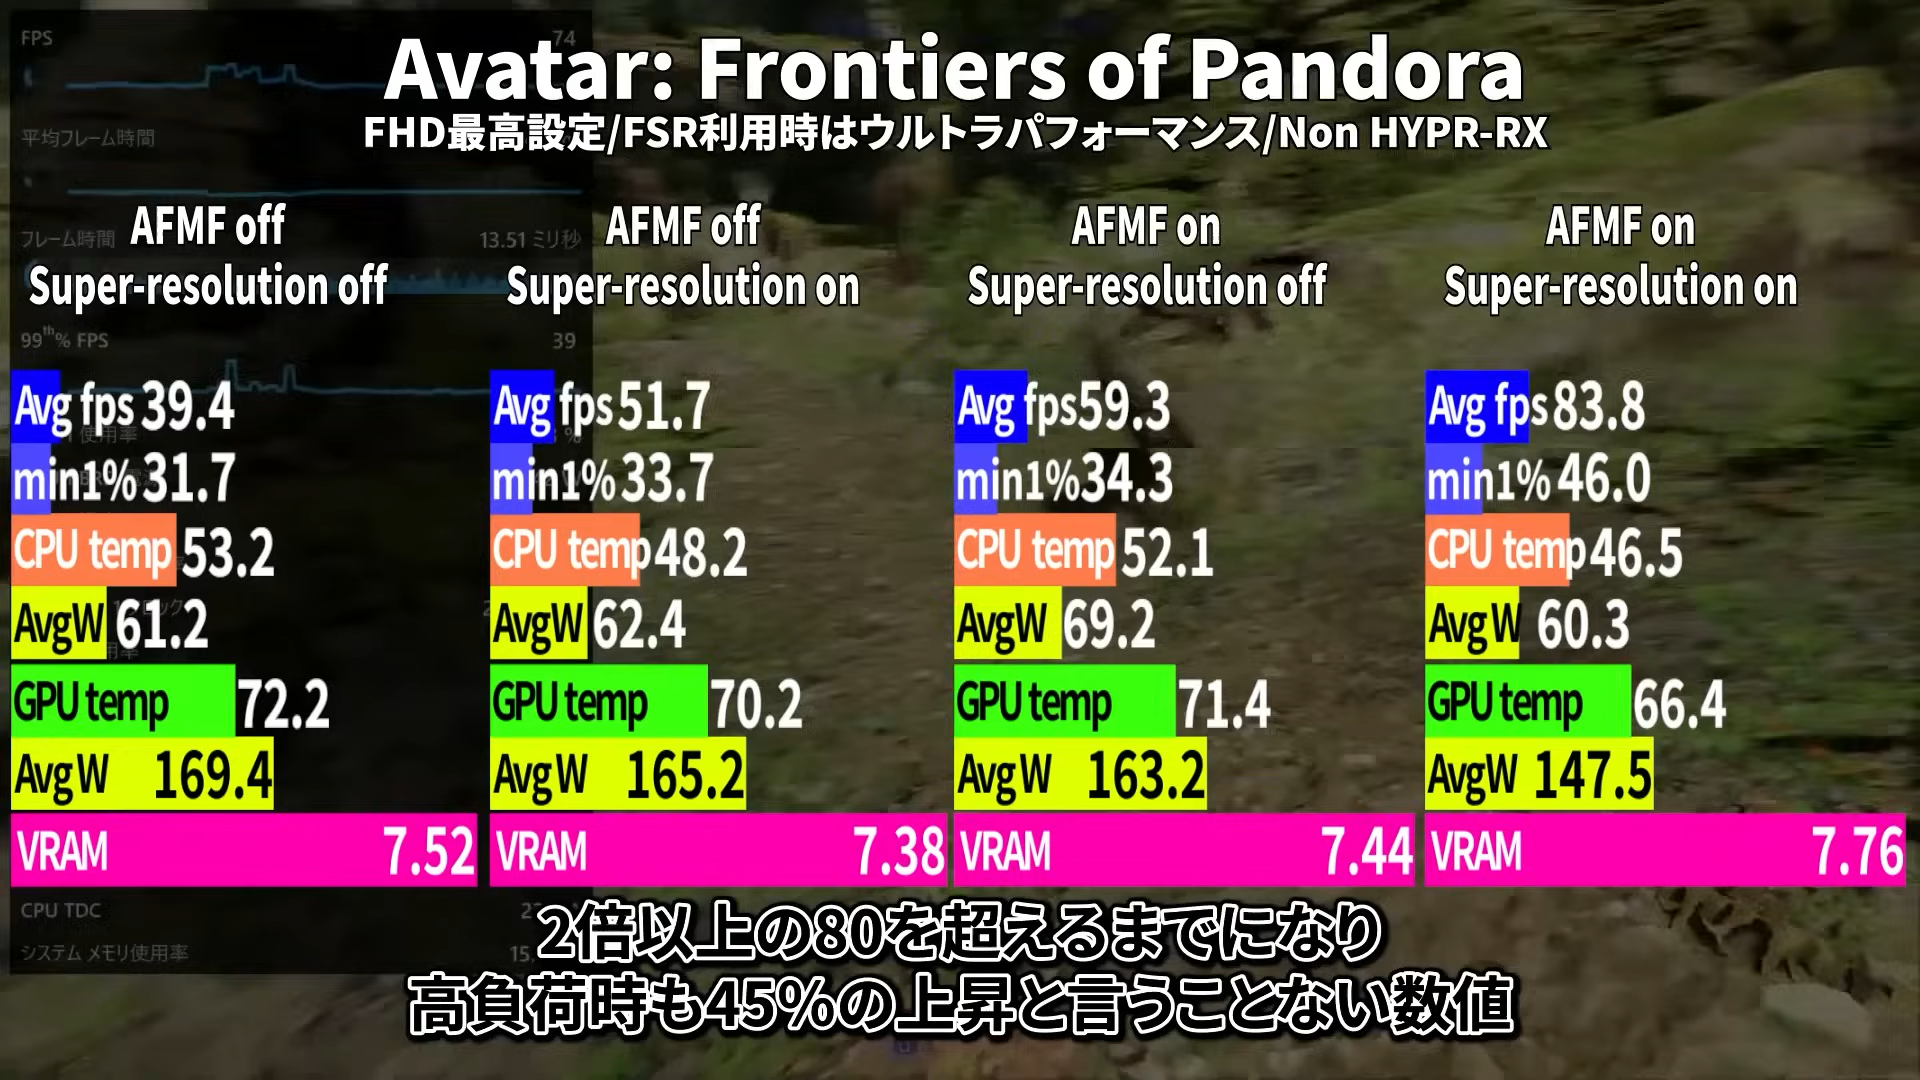 FPS 74
Avatar: Frontiers of Pandora
平均フレーム時間
FHD最高設定/FSR利用時はウルトラパフォーマンス/Non HYPR-RX
フレーム時間 13.51 ミリ秒
99th% FPS 39
AFMF off
Super-resolution off
Avg fps 39.4
min1% 31.7
CPU temp 53.2
AvgW 61.2
GPU temp 72.2
AvgW 169.4
VRAM 7.52
AFMF off
Super-resolution on
Avg fps 51.7
min1% 33.7
CPU temp 48.2
AvgW 62.4
GPU temp 70.2
AvgW 165.2
VRAM 7.38
AFMF on
Super-resolution off
Avg fps 59.3
min1% 34.3
CPU temp 52.1
AvgW 69.2
GPU temp 71.4
AvgW 163.2
VRAM 7.44
AFMF on
Super-resolution on
Avg fps 83.8
min1% 46.0
CPU temp 46.5
AvgW 60.3
GPU temp 66.4
AvgW 147.5
VRAM 7.76
CPU TDC
システム メモリ使用率
2倍以上の80を超えるまでになり
高負荷時も45%の上昇と言うことない数値